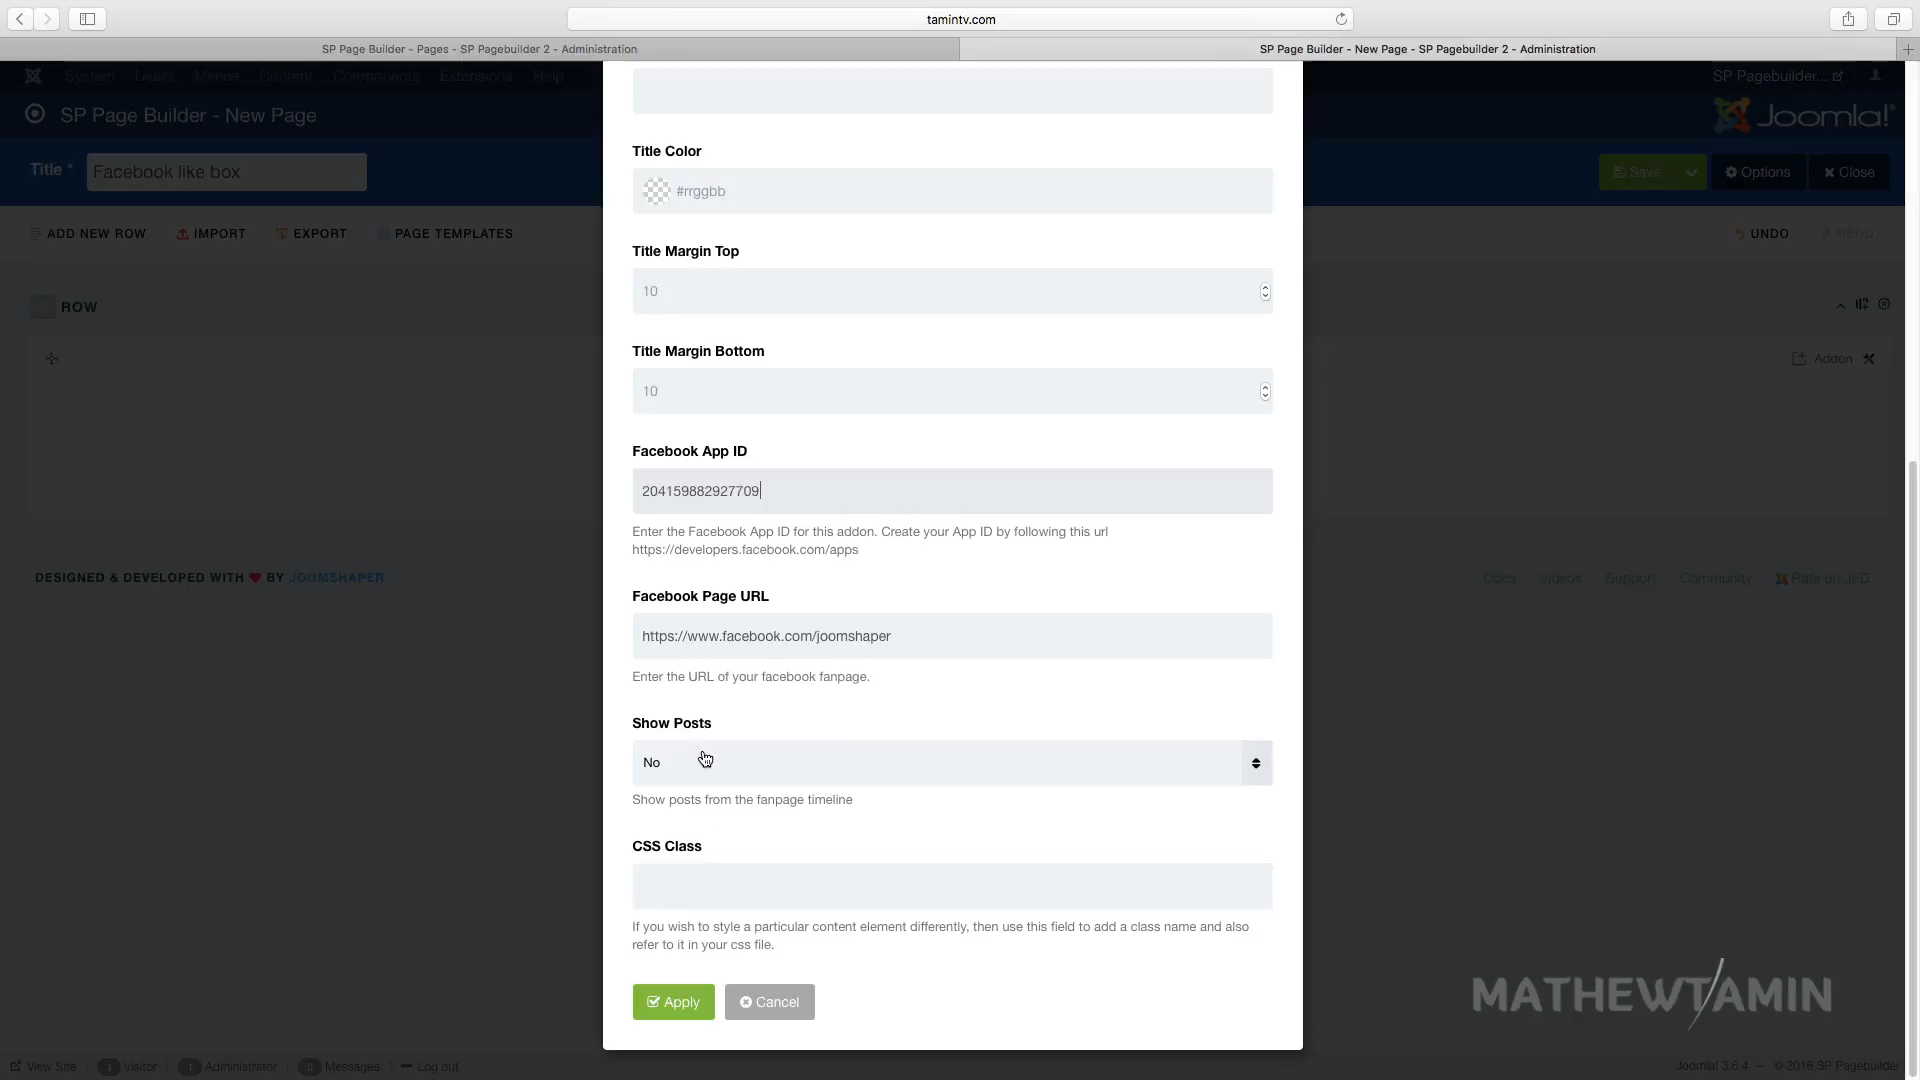 tamintv.com
SP Page Builder - Pages - SP Pagebuilder 2 - Administration
SP Page Builder - New Page - SP Pagebuilder 2 - Administration
System Users Menus Content Components Extensions Help
SP Pagebuilder...
SP Page Builder - New Page
Joomla!
Title *
Facebook like box
Save
Options
Close
ADD NEW ROW
IMPORT
EXPORT
PAGE TEMPLATES
UNDO
REDO
ROW
Addon
Title Color
#rrggbb
Title Margin Top
10
Title Margin Bottom
10
Facebook App ID
204159882927709
Enter the Facebook App ID for this addon. Create your App ID by following this url
https://developers.facebook.com/apps
DESIGNED & DEVELOPED WITH BY JOOMSHAPER
Docs Videos Support Community Rate on JED
Facebook Page URL
https://www.facebook.com/joomshaper
Enter the URL of your facebook fanpage.
Show Posts
No
Show posts from the fanpage timeline
CSS Class
If you wish to style a particular content element differently, then use this field to add a class name and also
refer to it in your css file.
Apply
Cancel
MATHEWTAMIN
View Site
Visitor
Administrator
0 Messages
Log out
Joomla! 3.6.4 — © 2016 SP Pagebuilder